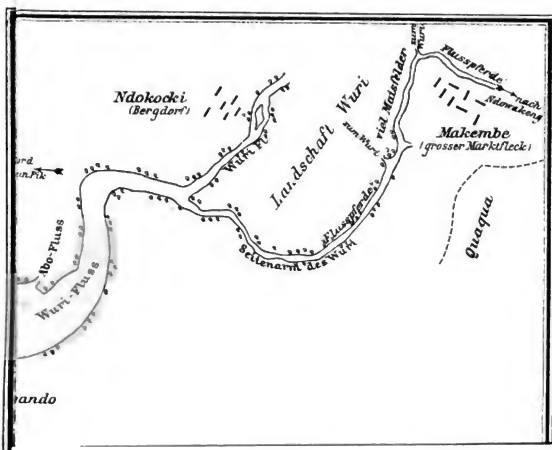 zum
Wuri
Flusspferde
nach
Ndowakeng
Ndokocki
(Bergdorf)
Landschaft Wuri
viel Maisfelder
zum Wuri
Makembe
(grosser Marktfleck)
Wuri Fl.
Flusspferde
Seitenarm des Wuri
Quaqua
Abo-Fluss
Wuri-Fluss
ando